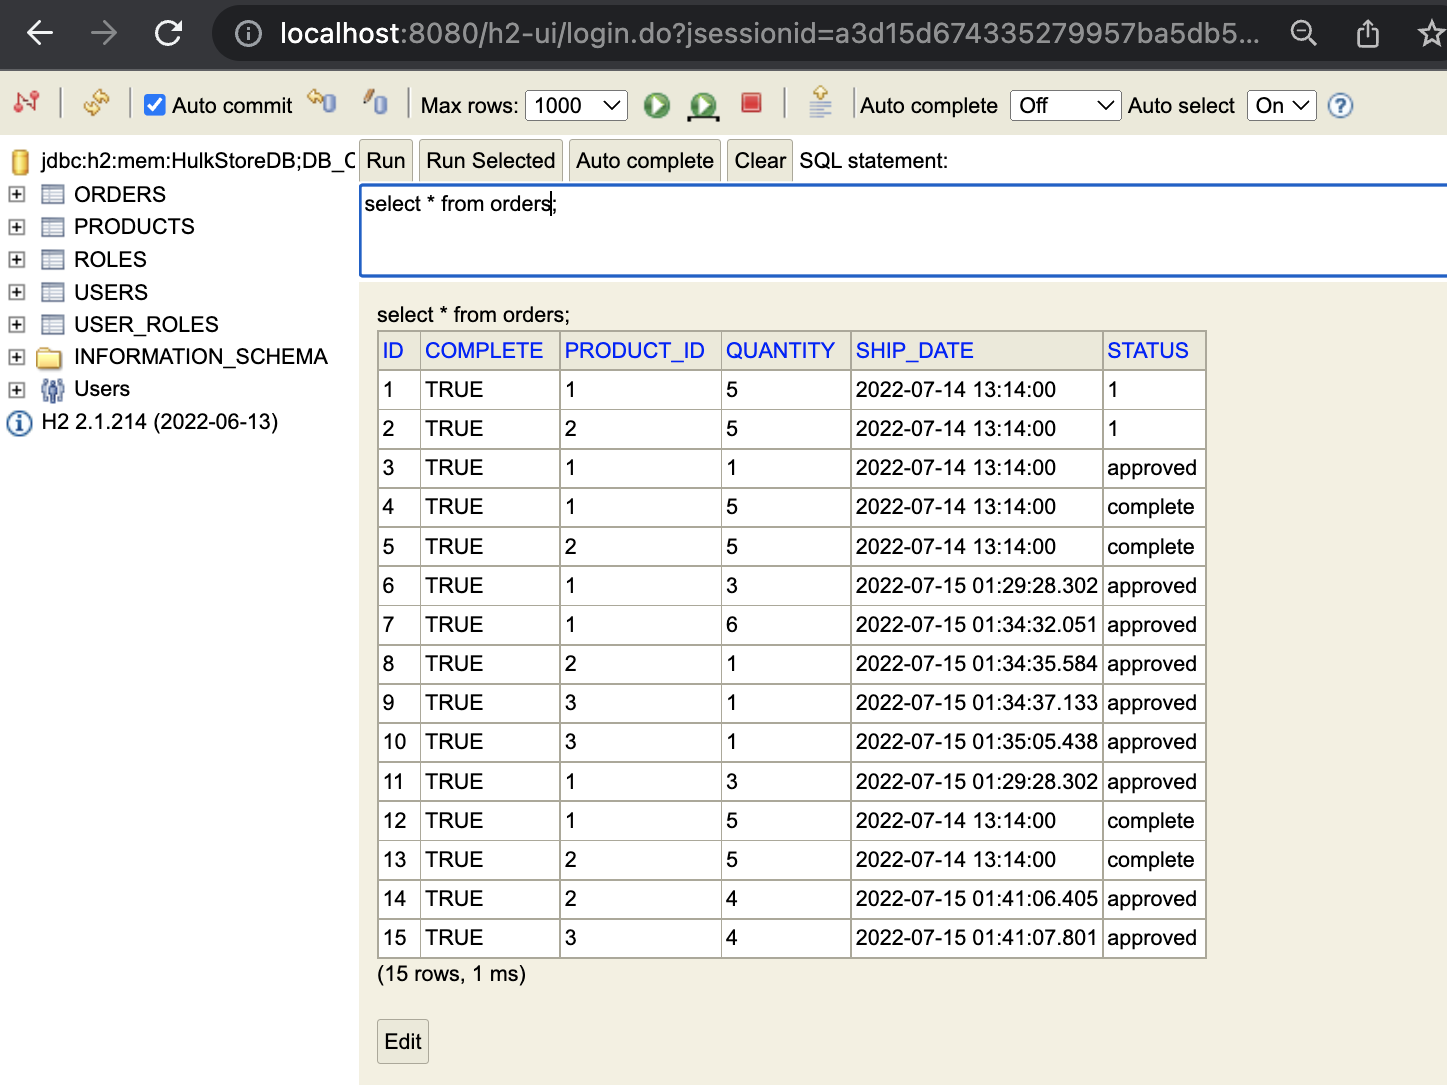 localhost:8080/h2-ui/login.do?jsessionid=a3d15d674335279957ba5db5...
Auto commit Max rows: 1000 Auto complete Off Auto select On ?
jdbc:h2:mem:HulkStoreDB;DB_C
ORDERS
PRODUCTS
ROLES
USERS
USER_ROLES
INFORMATION_SCHEMA
Users
H2 2.1.214 (2022-06-13)
Run Run Selected Auto complete Clear SQL statement:
select * from orders;
select * from orders;
ID COMPLETE PRODUCT_ID QUANTITY SHIP_DATE STATUS
1 TRUE 1 5 2022-07-14 13:14:00 1
2 TRUE 2 5 2022-07-14 13:14:00 1
3 TRUE 1 1 2022-07-14 13:14:00 approved
4 TRUE 1 5 2022-07-14 13:14:00 complete
5 TRUE 2 5 2022-07-14 13:14:00 complete
6 TRUE 1 3 2022-07-15 01:29:28.302 approved
7 TRUE 1 6 2022-07-15 01:34:32.051 approved
8 TRUE 2 1 2022-07-15 01:34:35.584 approved
9 TRUE 3 1 2022-07-15 01:34:37.133 approved
10 TRUE 3 1 2022-07-15 01:35:05.438 approved
11 TRUE 1 3 2022-07-15 01:29:28.302 approved
12 TRUE 1 5 2022-07-14 13:14:00 complete
13 TRUE 2 5 2022-07-14 13:14:00 complete
14 TRUE 2 4 2022-07-15 01:41:06.405 approved
15 TRUE 3 4 2022-07-15 01:41:07.801 approved
(15 rows, 1 ms)
Edit